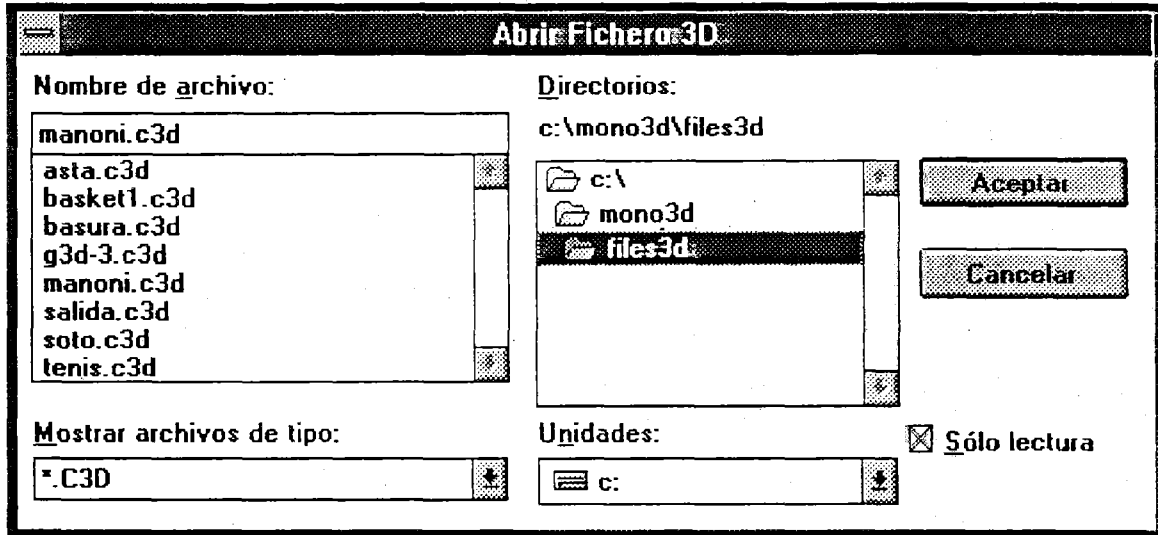 Abrir Fichero 3D
Nombre de archivo:
manoni.c3d
asta.c3d
basket1.c3d
basura.c3d
g3d-3.c3d
manoni.c3d
salida.c3d
soto.c3d
tenis.c3d
Mostrar archivos de tipo:
*.C3D
Directorios:
c:\mono3d\files3d
c:\
mono3d
files3d
Unidades:
c:
Aceptar
Cancelar
Sólo lectura